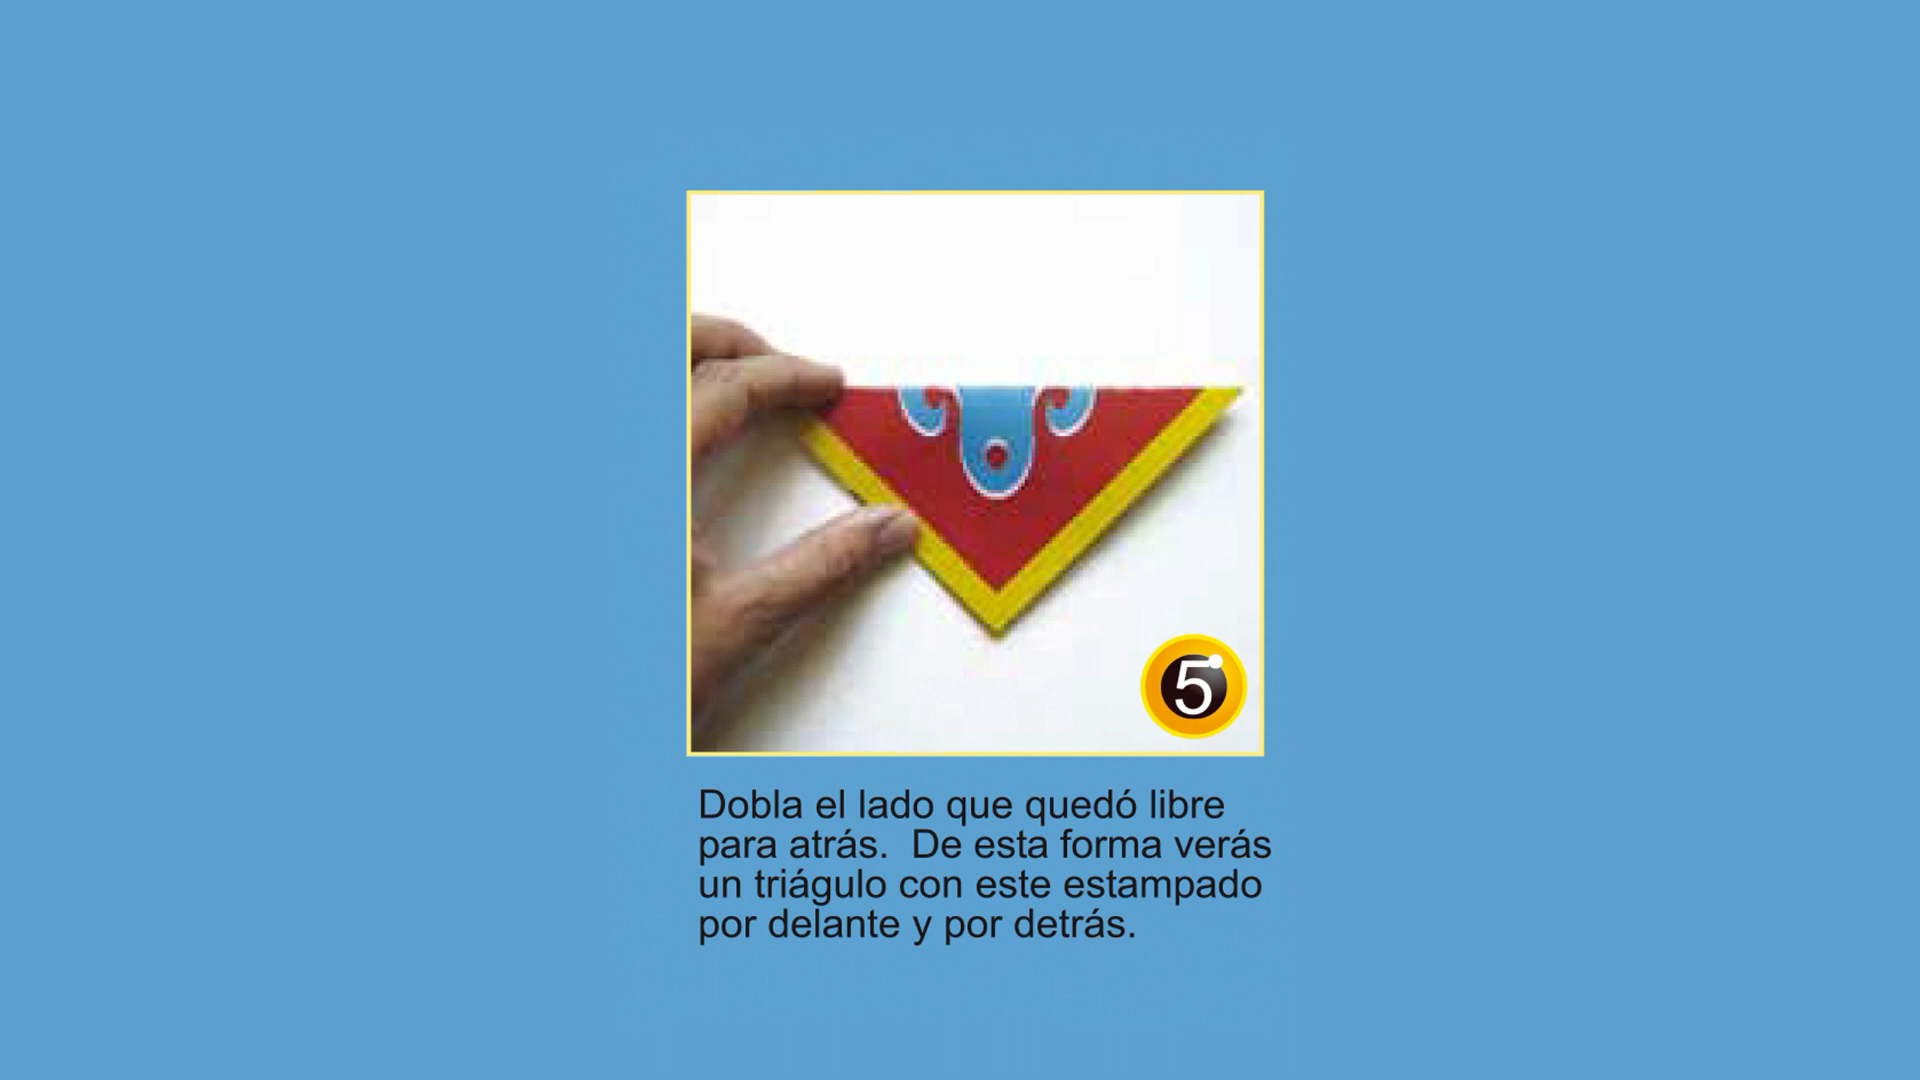 5
Dobla el lado que quedó libre
para atrás.  De esta forma verás
un triágulo con este estampado
por delante y por detrás.